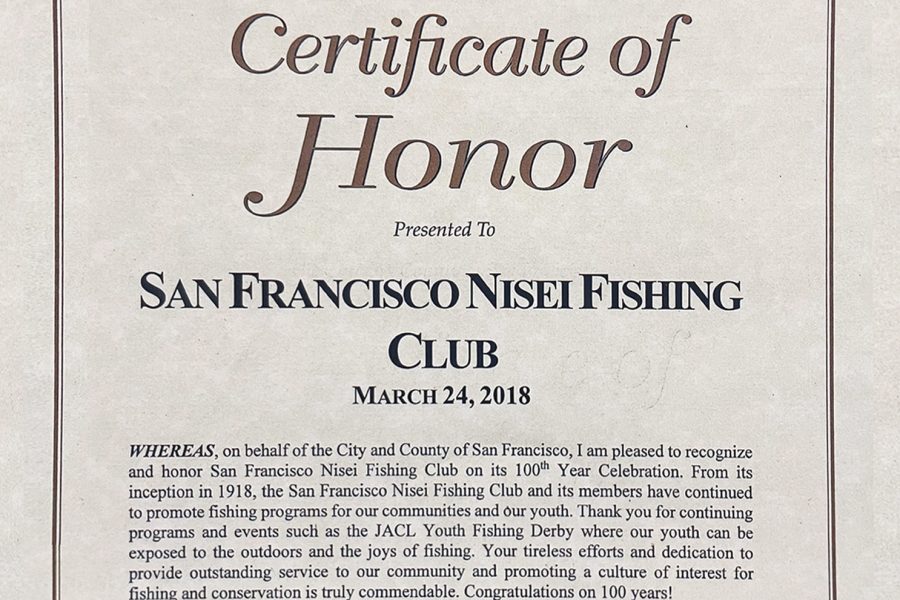 Certificate of
Honor
Presented To
SAN FRANCISCO NISEI FISHING
CLUB
MARCH 24, 2018
WHEREAS, on behalf of the City and County of San Francisco, I am pleased to recognize
and honor San Francisco Nisei Fishing Club on its 100th Year Celebration. From its
inception in 1918, the San Francisco Nisei Fishing Club and its members have continued
to promote fishing programs for our communities and our youth. Thank you for continuing
programs and events such as the JACL Youth Fishing Derby where our youth can be
exposed to the outdoors and the joys of fishing. Your tireless efforts and dedication to
provide outstanding service to our community and promoting a culture of interest for
fishing and conservation is truly commendable. Congratulations on 100 years!